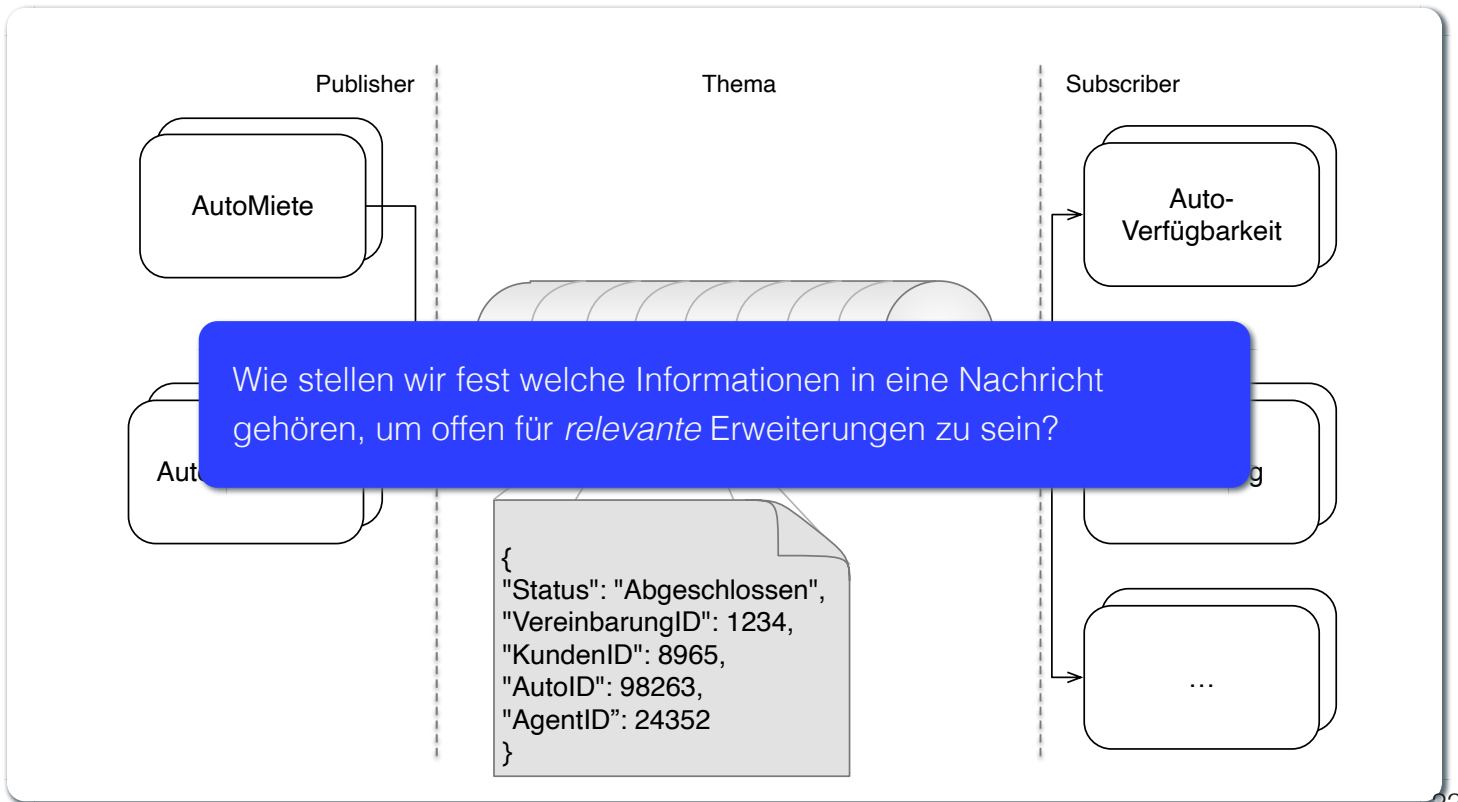 Publisher
Thema
Subscriber
AutoMiete
Auto-
Verfügbarkeit
Wie stellen wir fest welche Informationen in eine Nachricht
gehören, um offen für relevante Erweiterungen zu sein?
{
"Status": "Abgeschlossen",
"VereinbarungID": 1234,
"KundenID": 8965,
"AutoID": 98263,
"AgentID”: 24352
}
…